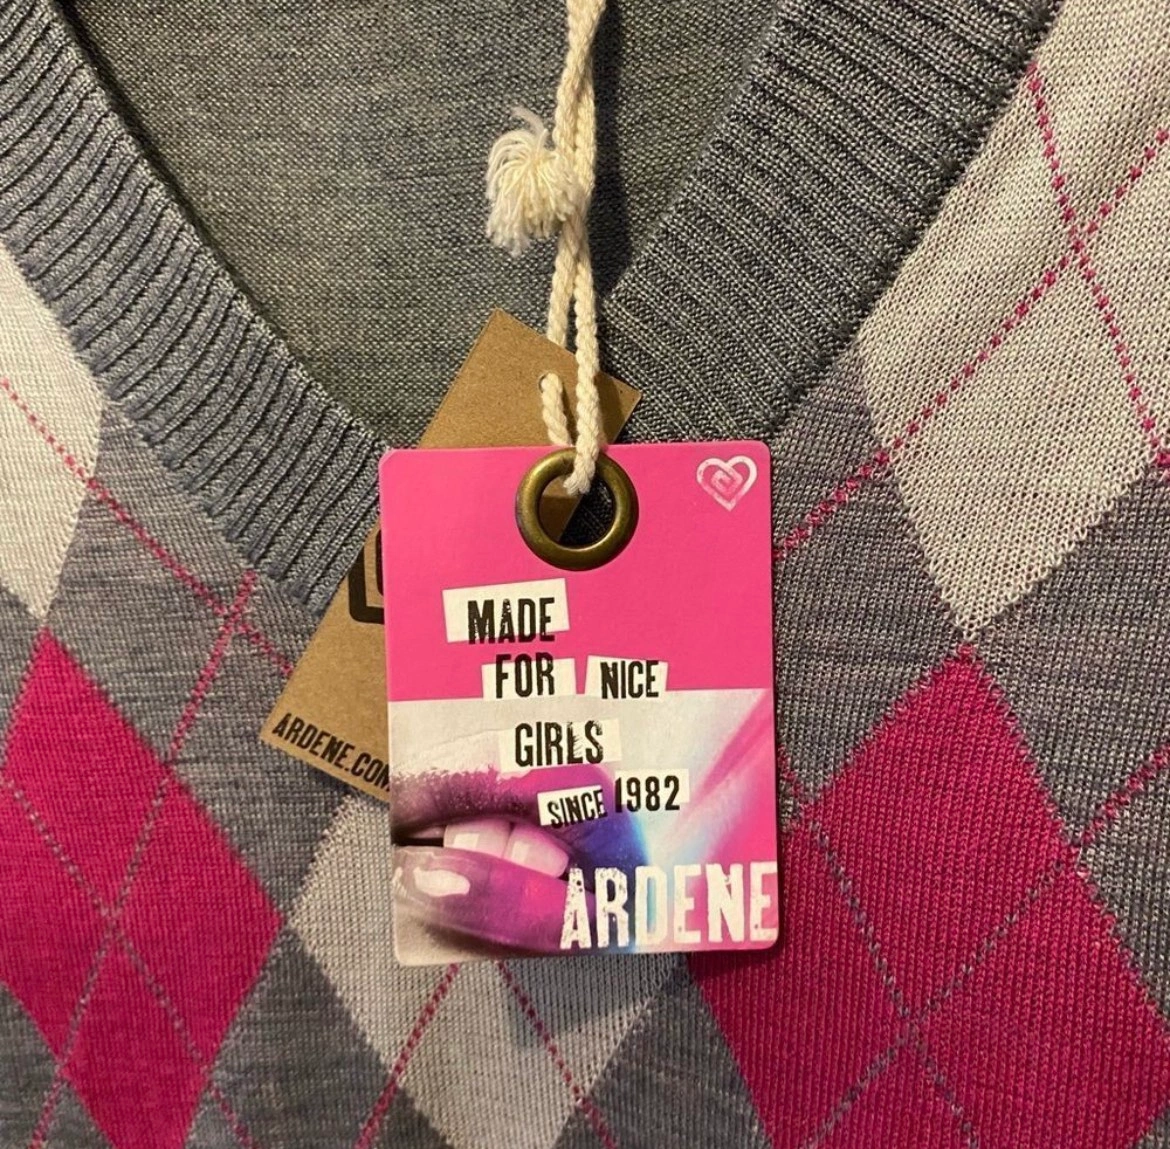 MADE
FOR NICE
GIRLS
SINCE 1982
ARDENE
ARDENE.COM